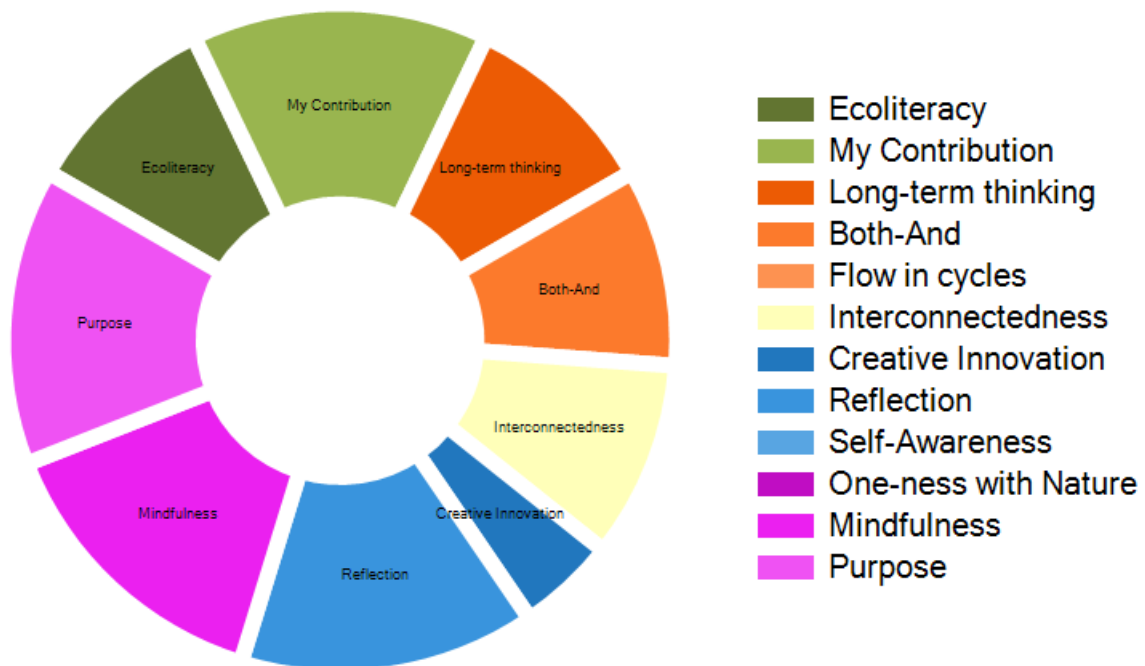 My Contribution
Ecoliteracy
Long-term thinking
Both-And
Purpose
Interconnectedness
Mindfulness
Creative Innovation
Reflection
Ecoliteracy
My Contribution
Long-term thinking
Both-And
Flow in cycles
Interconnectedness
Creative Innovation
Reflection
Self-Awareness
One-ness with Nature
Mindfulness
Purpose